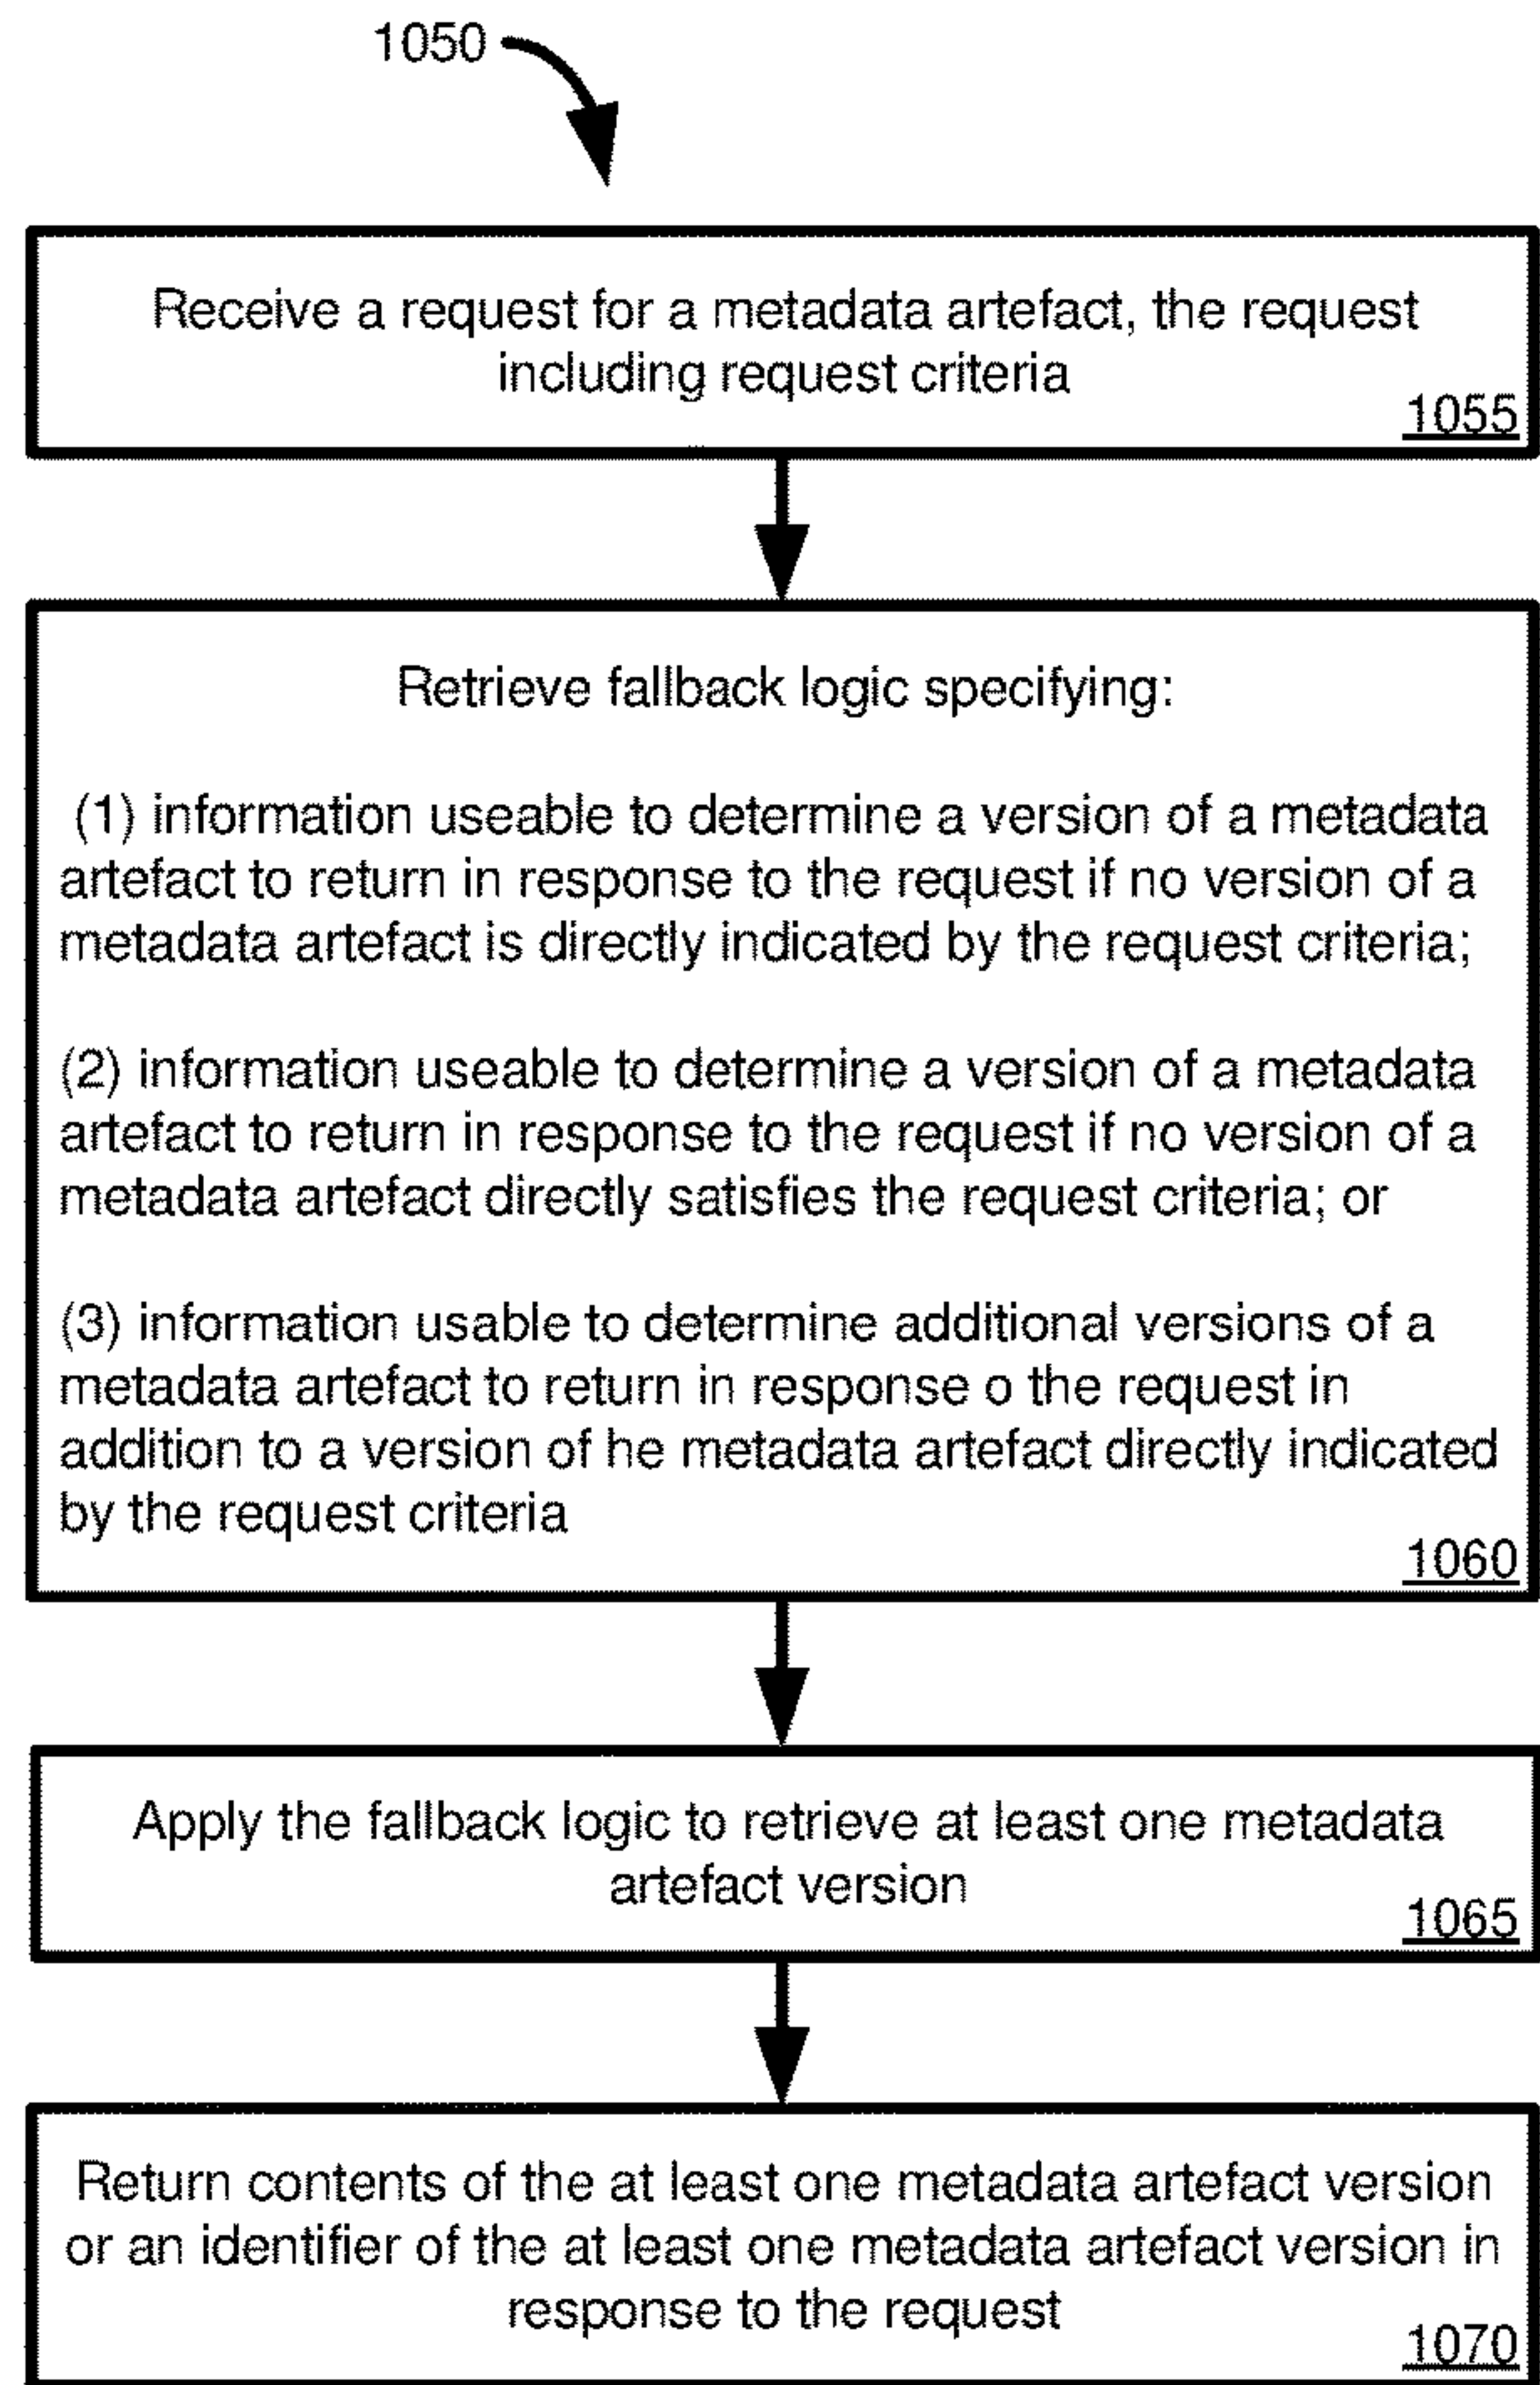 1050
Receive a request for a metadata artefact, the request
including request criteria
1055
Retrieve fallback logic specifying:
(1) information useable to determine a version of a metadata
artefact to return in response to the request if no version of a
metadata artefact is directly indicated by the request criteria;
(2) information useable to determine a version of a metadata
artefact to return in response to the request if no version of a
metadata artefact directly satisfies the request criteria; or
(3) information usable to determine additional versions of a
metadata artefact to return in response o the request in
addition to a version of he metadata artefact directly indicated
by the request criteria
1060
Apply the fallback logic to retrieve at least one metadata
artefact version
1065
Return contents of the at least one metadata artefact version
or an identifier of the at least one metadata artefact version in
response to the request
1070